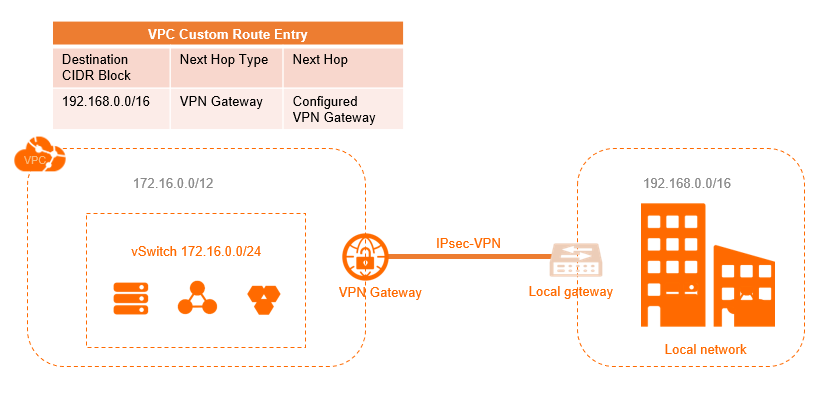 VPC Custom Route Entry
Destination CIDR Block
Next Hop Type
Next Hop
192.168.0.0/16
VPN Gateway
Configured VPN Gateway
VPC
172.16.0.0/12
192.168.0.0/16
vSwitch 172.16.0.0/24
IPsec-VPN
VPN Gateway
Local gateway
Local network